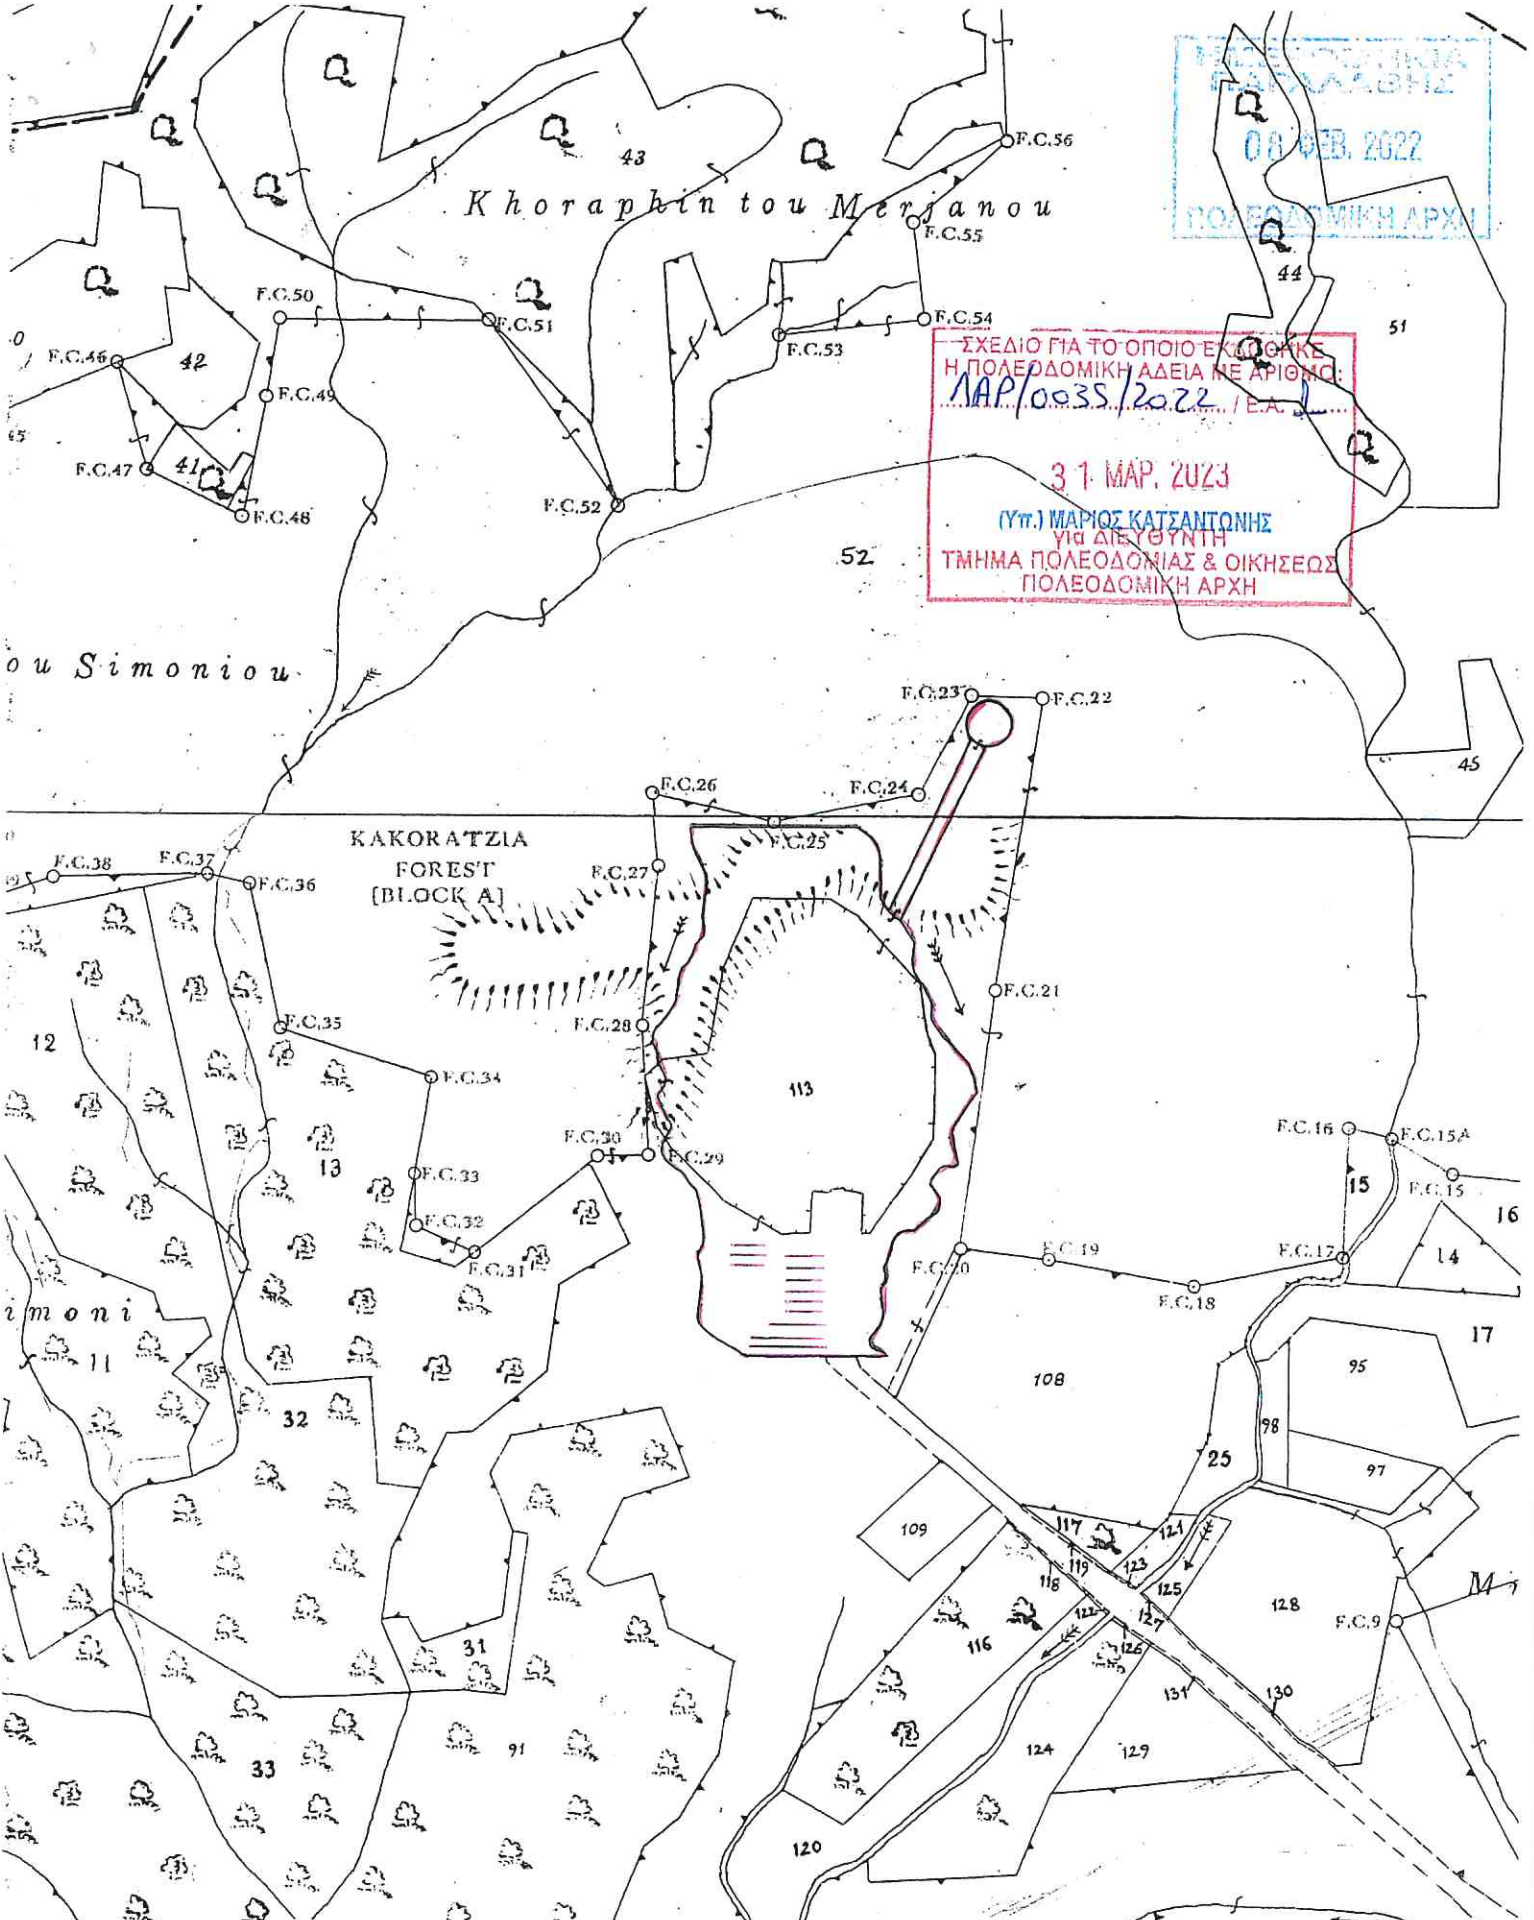 ΠΑΡΑΛΑΒΗΣ
08 ΦΕΒ. 2022
ΠΟΛΕΟΔΟΜΙΚΗ ΑΡΧΗ
43
F.C.56
Khoraphin tou Merjanou
F.C.55
44
F.C.50
F.C.51
F.C.54
51
F.C.53
F.C.46
42
F.C.49
ΣΧΕΔΙΟ ΓΙΑ ΤΟ ΟΠΟΙΟ ΕΚΔΟΘΗΚΕ
Η ΠΟΛΕΟΔΟΜΙΚΗ ΑΔΕΙΑ ΜΕ ΑΡΙΘΜΟ:
ΛΑΡ/0035/2022 / Ε.Α. 1
F.C.47
41
F.C.48
F.C.52
31 ΜΑΡ. 2023
(Υπ.) ΜΑΡΙΟΣ ΚΑΤΣΑΝΤΩΝΗΣ
για ΔΙΕΥΘΥΝΤΗ
ΤΜΗΜΑ ΠΟΛΕΟΔΟΜΙΑΣ & ΟΙΚΗΣΕΩΣ
ΠΟΛΕΟΔΟΜΙΚΗ ΑΡΧΗ
52
ou Simoniou
F.C.23
F.C.22
45
F.C.26
F.C.24
F.C.25
KAKORATZIA
FOREST
[BLOCK A]
F.C.38
F.C.37
F.C.36
F.C.27
F.C.21
F.C.28
F.C.35
12
F.C.34
113
F.C.16
F.C.15A
F.C.30
F.C.29
13
F.C.33
15
F.C.15
16
F.C.32
F.C.31
F.C.20
F.C.19
F.C.17
14
F.C.18
imoni
11
17
95
108
32
98
25
97
109
117
121
119
123
118
125
122
127
128
F.C.9
116
126
31
131
130
91
124
129
33
120